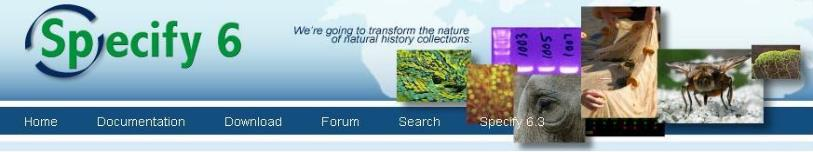 Specify 6
We're going to transform the nature
of natural history collections.
1003 1005 1007
Home Documentation Download Forum Search Specify 6.3